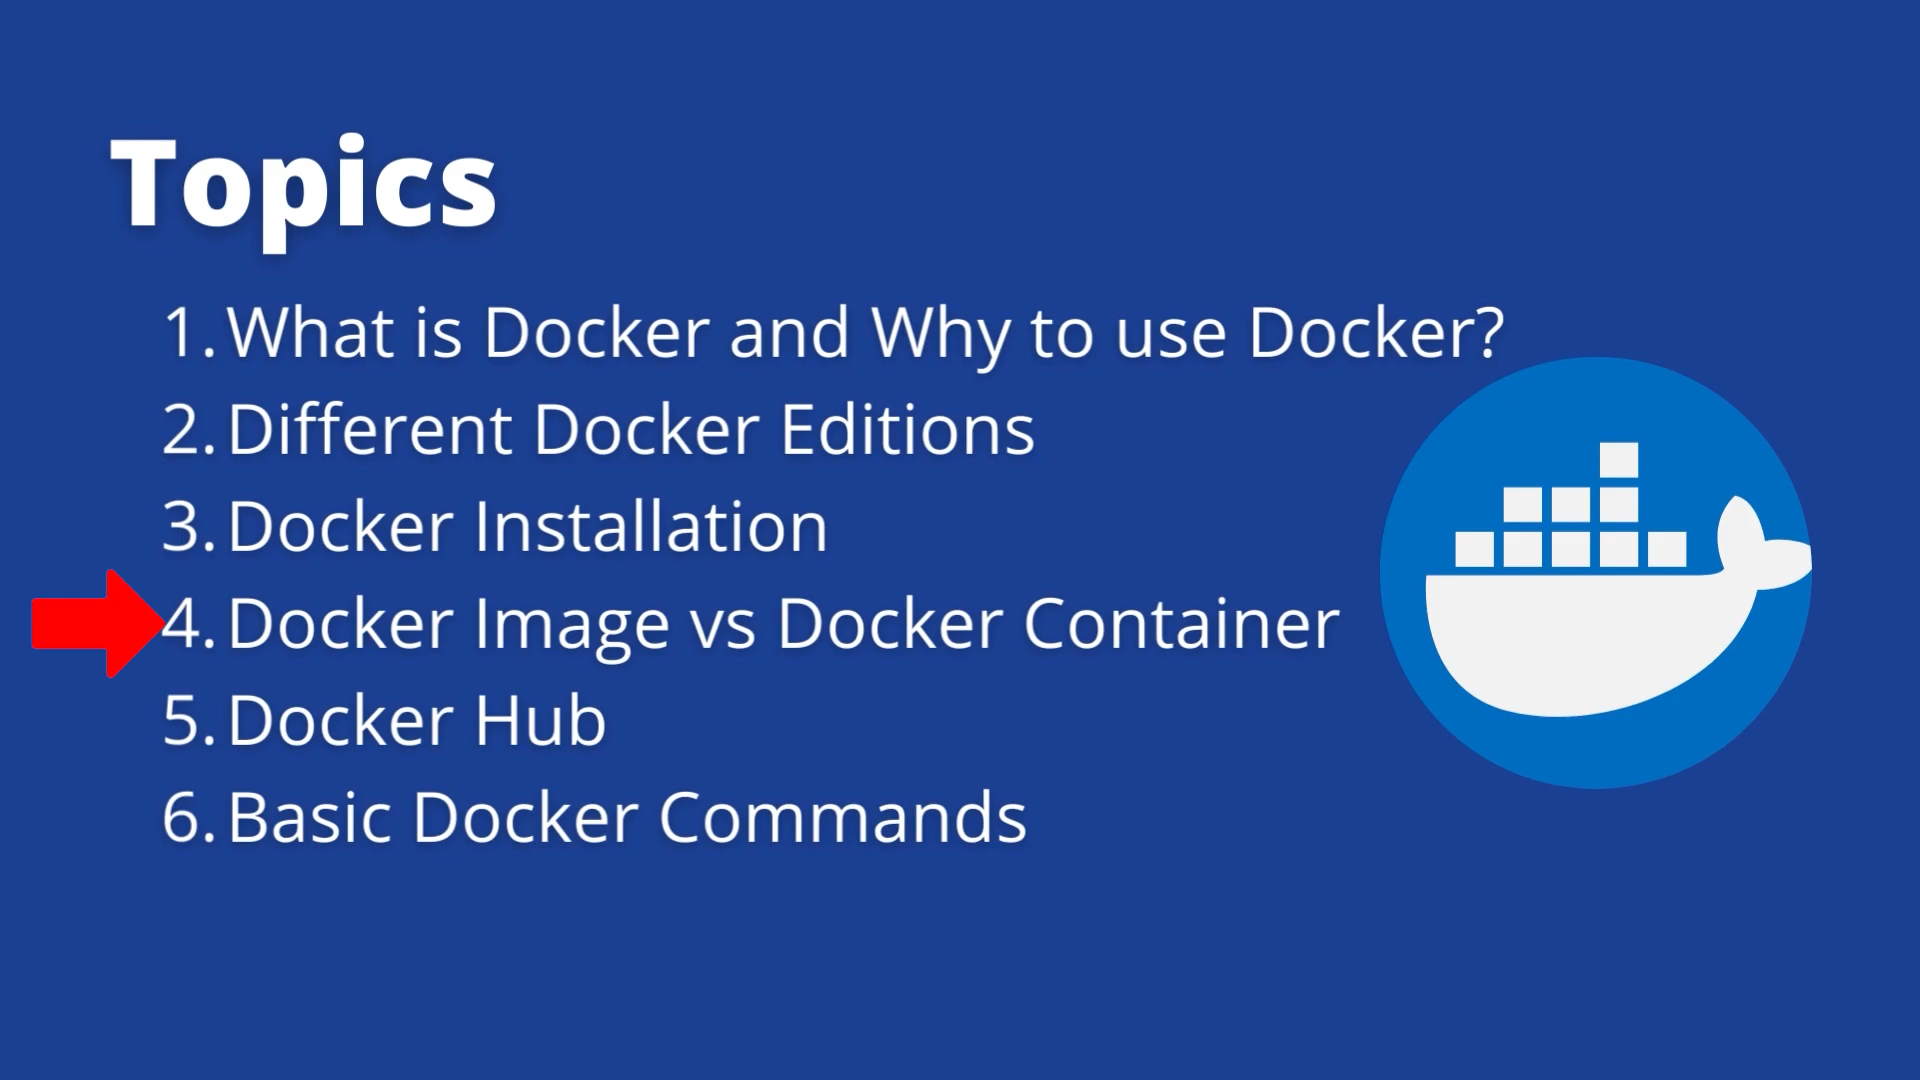 Topics
1. What is Docker and Why to use Docker?
2. Different Docker Editions
3. Docker Installation
4. Docker Image vs Docker Container
5. Docker Hub
6. Basic Docker Commands